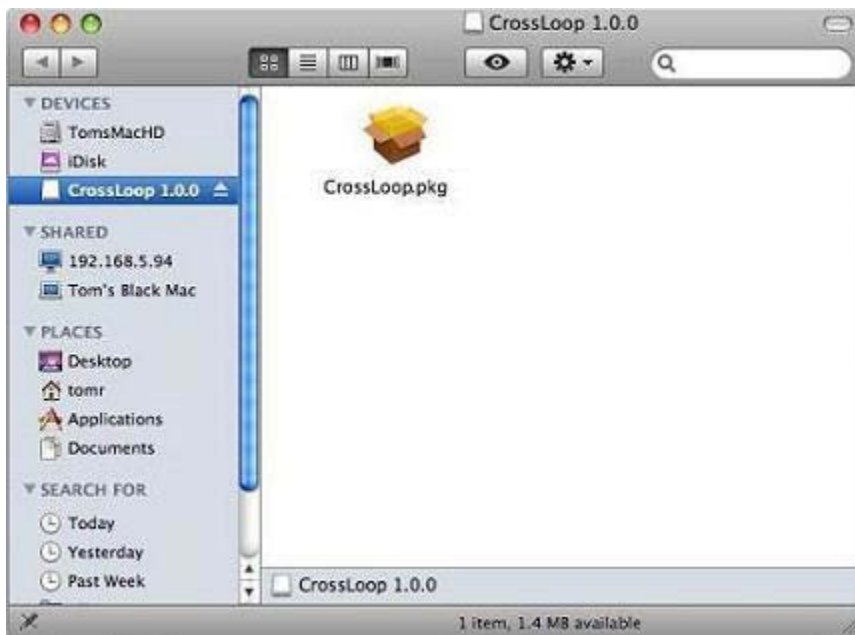 CrossLoop 1.0.0
DEVICES
TomsMacHD
iDisk
CrossLoop 1.0.0
SHARED
192.168.5.94
Tom's Black Mac
PLACES
Desktop
tomr
Applications
Documents
SEARCH FOR
Today
Yesterday
Past Week
CrossLoop.pkg
CrossLoop 1.0.0
1 item, 1.4 MB available